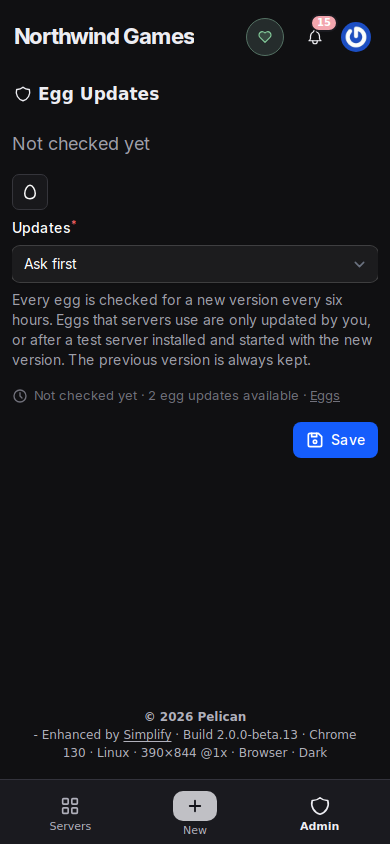 Northwind Games
15
Egg Updates
Not checked yet
Updates*
Ask first
Every egg is checked for a new version every six
hours. Eggs that servers use are only updated by you,
or after a test server installed and started with the new
version. The previous version is always kept.
Not checked yet · 2 egg updates available · Eggs
Save
© 2026 Pelican
- Enhanced by Simplify · Build 2.0.0-beta.13 · Chrome
130 · Linux · 390×844 @1x · Browser · Dark
Servers
New
Admin